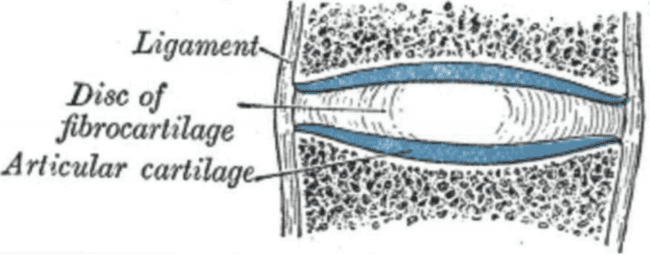 Ligament
Disc of
fibrocartilage
Articular cartilage